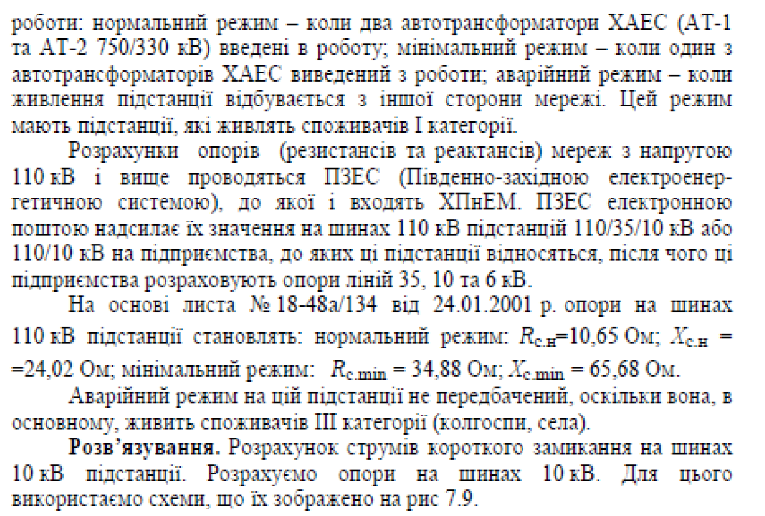 роботи: нормальний режим – коли два автотрансформатори ХАЕС (АТ-1
та АТ-2 750/330 кВ) введені в роботу; мінімальний режим – коли один з
автотрансформаторів ХАЕС виведений з роботи; аварійний режим – коли
живлення підстанції відбувається з іншої сторони мережі. Цей режим
мають підстанції, які живлять споживачів І категорії.
Розрахунки опорів (резистансів та реактансів) мереж з напругою
110 кВ і вище проводяться ПЗЕС (Південно-західною електроенер-
гетичною системою), до якої і входять ХПнЕМ. ПЗЕС електронною
поштою надсилає їх значення на шинах 110 кВ підстанцій 110/35/10 кВ або
110/10 кВ на підприємства, до яких ці підстанції відносяться, після чого ці
підприємства розраховують опори ліній 35, 10 та 6 кВ.
На основі листа № 18-48а/134 від 24.01.2001 р. опори на шинах
110 кВ підстанції становлять: нормальний режим: Rс.н=10,65 Ом; Xс.н =
=24,02 Ом; мінімальний режим: Rc.min = 34,88 Ом; Xc.min = 65,68 Ом.
Аварійний режим на цій підстанції не передбачений, оскільки вона, в
основному, живить споживачів ІІІ категорії (колгоспи, села).
Розв’язування. Розрахунок струмів короткого замикання на шинах
10 кВ підстанції. Розрахуємо опори на шинах 10 кВ. Для цього
використаємо схеми, що їх зображено на рис 7.9.